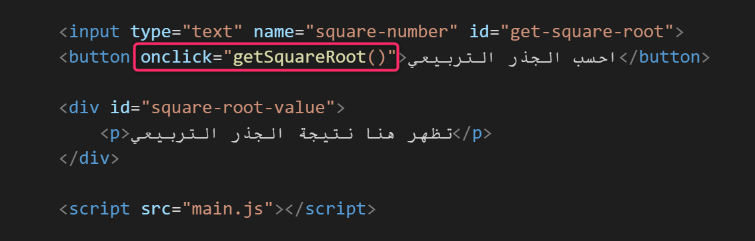 <input type="text" name="square-number" id="get-square-root">
<button onclick="getSquareRoot()">احسب الجذر التربيعي</button>
<div id="square-root-value">
<p>تظهر هنا نتيجة الجذر التربيعي</p>
</div>
<script src="main.js"></script>